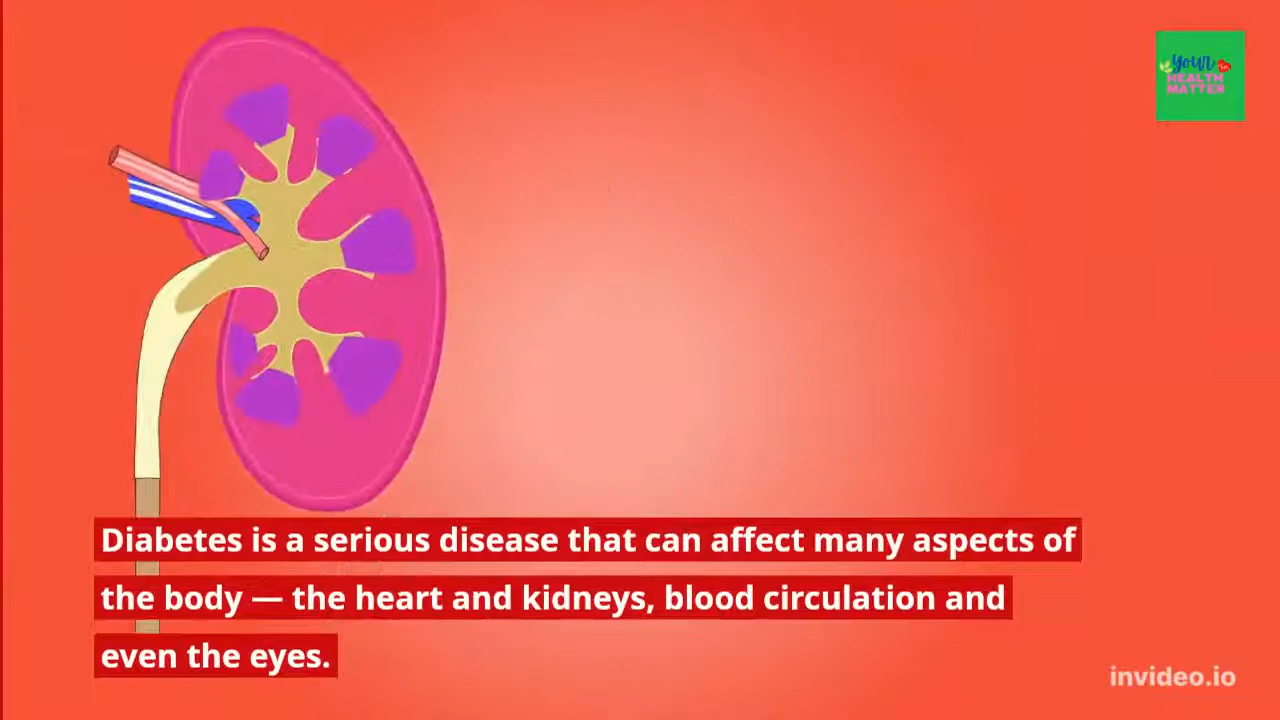 Your
HEALTH
MATTER
Diabetes is a serious disease that can affect many aspects of
the body — the heart and kidneys, blood circulation and
even the eyes.
invideo.io